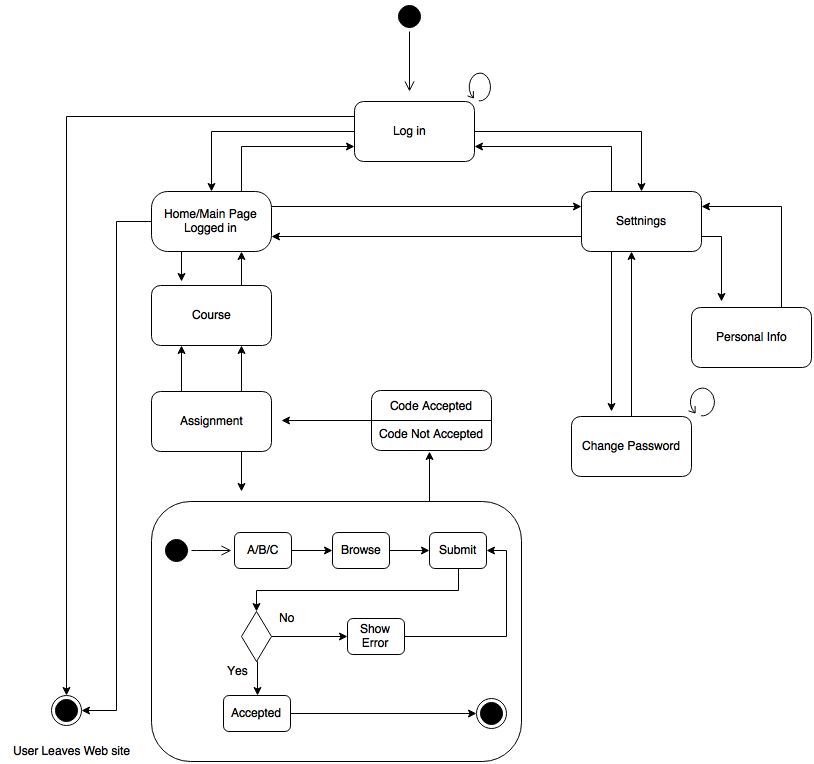 Log in
Home/Main Page
Logged in
Settnings
Course
Personal Info
Assignment
Code Accepted
Code Not Accepted
Change Password
A/B/C
Browse
Submit
No
Show
Error
Yes
Accepted
User Leaves Web site